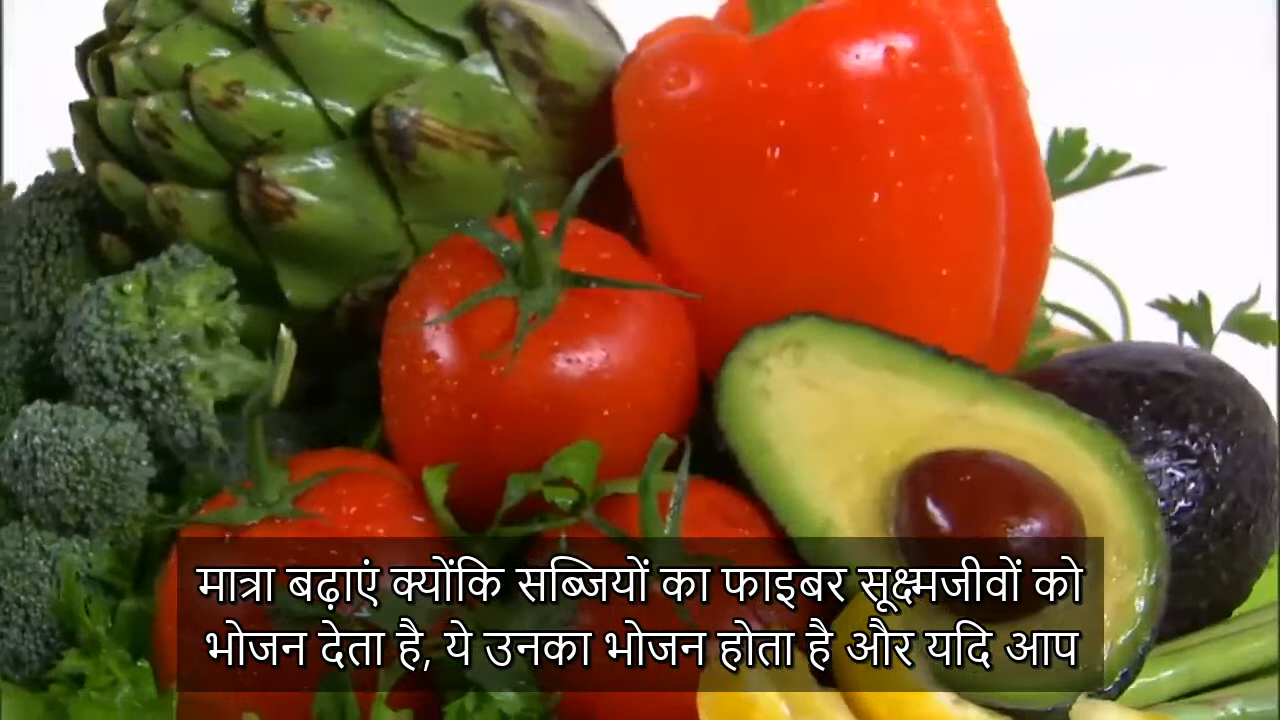 मात्रा बढ़ाएं क्योंकि सब्जियों का फाइबर सूक्ष्मजीवों को
भोजन देता है, ये उनका भोजन होता है और यदि आप